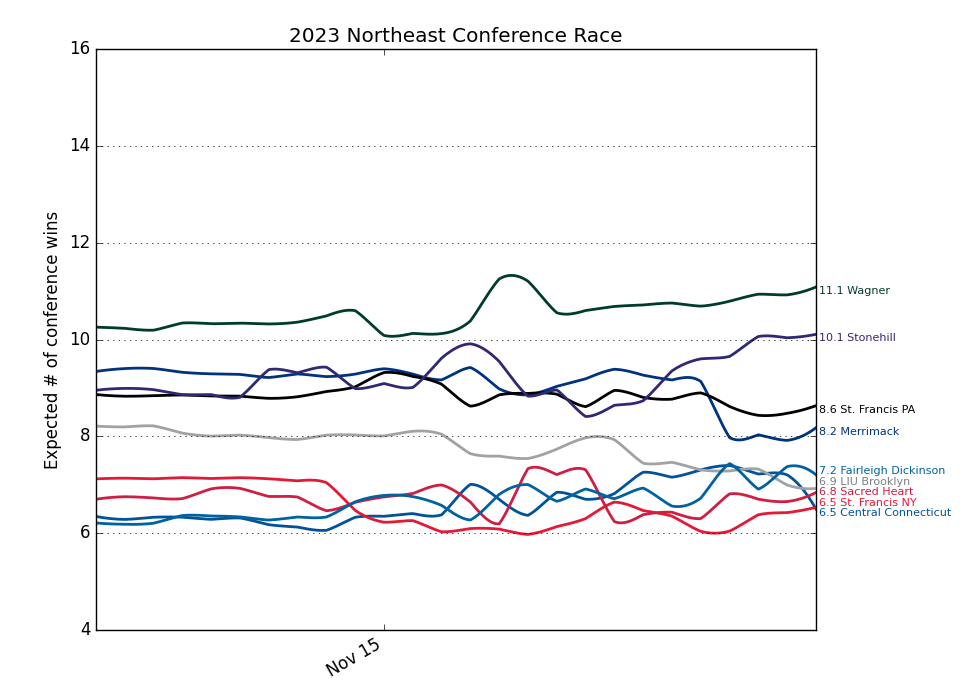 2023 Northeast Conference Race
16
14
12
10
8
6
4
Expected # of conference wins
Nov 15
11.1 Wagner
10.1 Stonehill
8.6 St. Francis PA
8.2 Merrimack
7.2 Fairleigh Dickinson
6.9 LIU Brooklyn
6.8 Sacred Heart
6.5 St. Francis NY
6.5 Central Connecticut